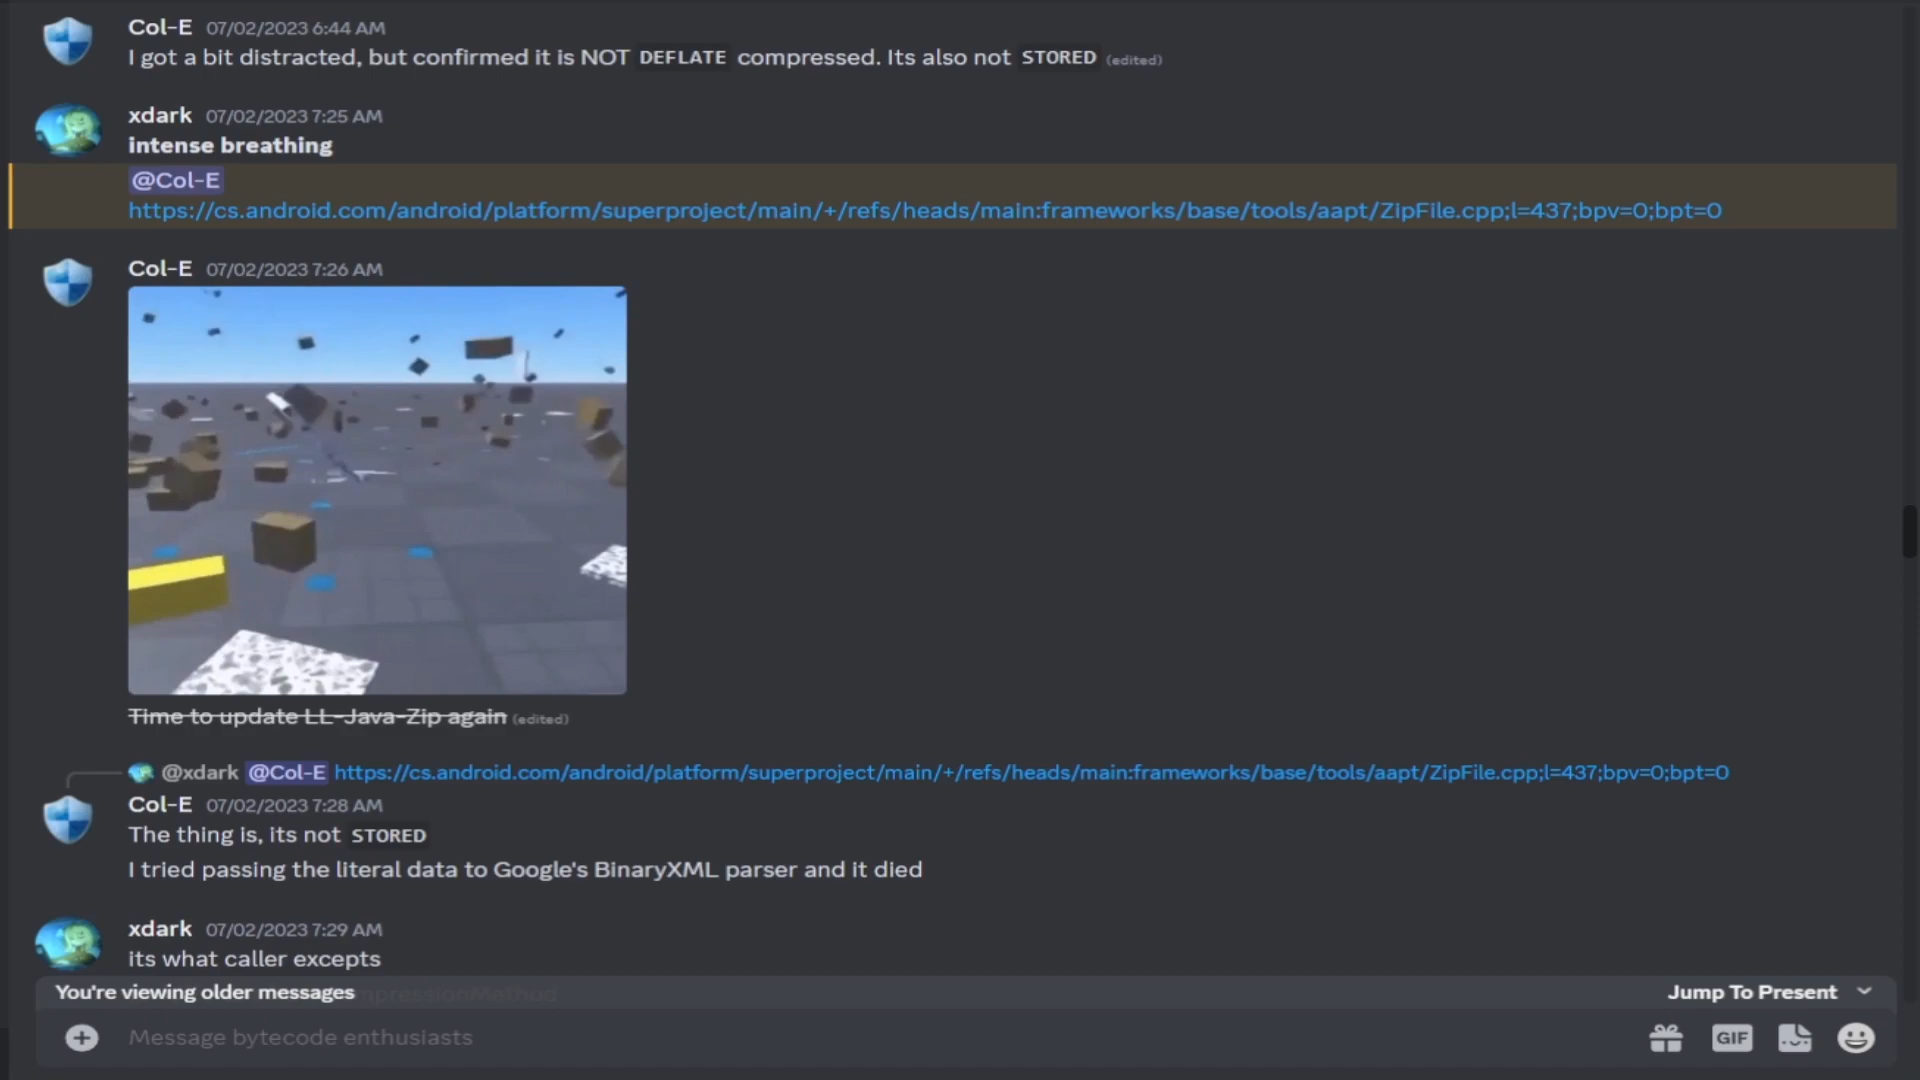 Col-E 07/02/2023 6:44 AM
I got a bit distracted, but confirmed it is NOT DEFLATE compressed. Its also not STORED (edited)
xdark 07/02/2023 7:25 AM
intense breathing
@Col-E
https://cs.android.com/android/platform/superproject/main/+/refs/heads/main:frameworks/base/tools/aapt/ZipFile.cpp;l=437;bpv=0;bpt=0
Col-E 07/02/2023 7:26 AM
Time to update LL-Java-Zip again (edited)
@xdark @Col-E https://cs.android.com/android/platform/superproject/main/+/refs/heads/main:frameworks/base/tools/aapt/ZipFile.cpp;l=437;bpv=0;bpt=0
Col-E 07/02/2023 7:28 AM
The thing is, its not STORED
I tried passing the literal data to Google's BinaryXML parser and it died
xdark 07/02/2023 7:29 AM
its what caller excepts
You're viewing older messages Jump To Present
Message bytecode enthusiasts
GIF